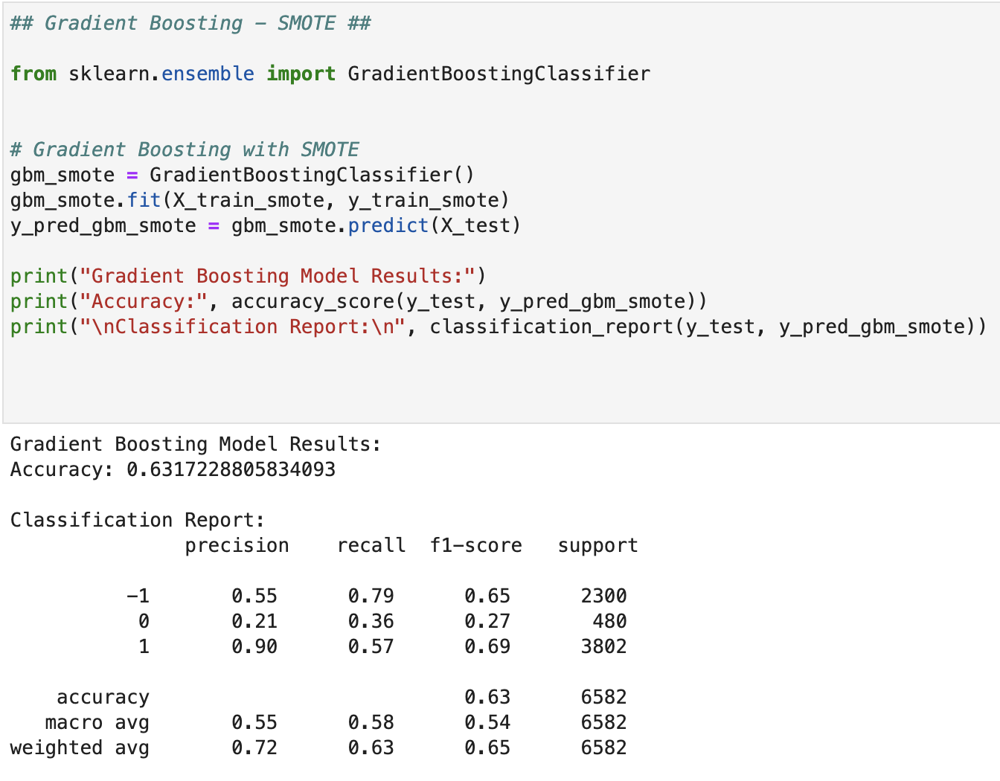 ## Gradient Boosting - SMOTE ##
from sklearn.ensemble import GradientBoostingClassifier
# Gradient Boosting with SMOTE
gbm_smote = GradientBoostingClassifier()
gbm_smote.fit(X_train_smote, y_train_smote)
y_pred_gbm_smote = gbm_smote.predict(X_test)
print("Gradient Boosting Model Results:")
print("Accuracy:", accuracy_score(y_test, y_pred_gbm_smote))
print("\nClassification Report:\n", classification_report(y_test, y_pred_gbm_smote))
Gradient Boosting Model Results:
Accuracy: 0.6317228805834093
Classification Report:
precision recall f1-score support
-1 0.55 0.79 0.65 2300
0 0.21 0.36 0.27 480
1 0.90 0.57 0.69 3802
accuracy 0.63 6582
macro avg 0.55 0.58 0.54 6582
weighted avg 0.72 0.63 0.65 6582